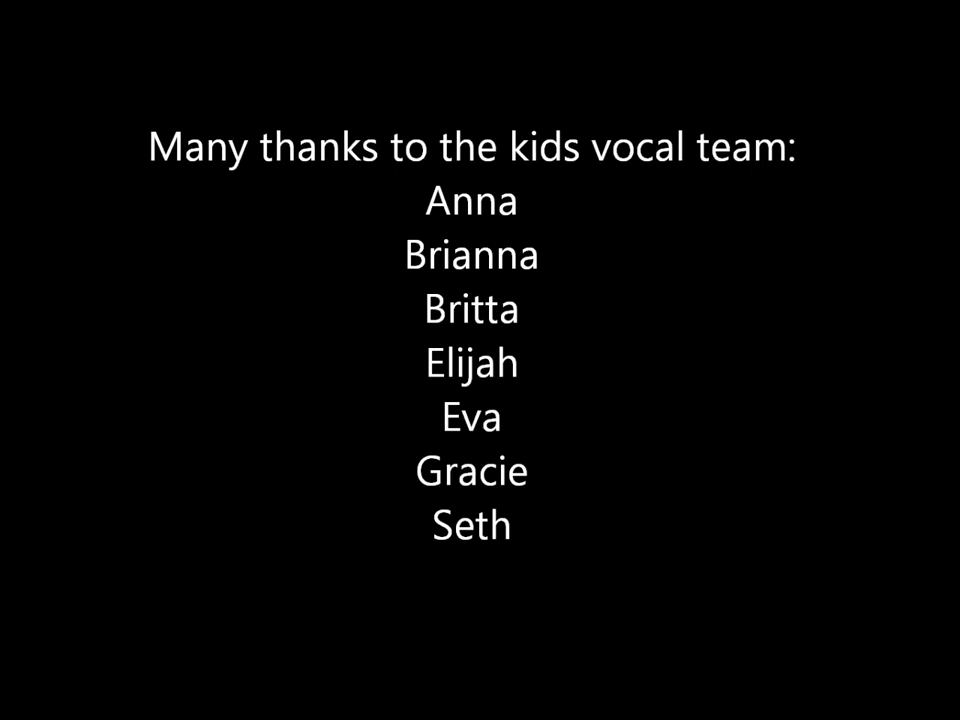 Many thanks to the kids vocal team:
Anna
Brianna
Britta
Elijah
Eva
Gracie
Seth